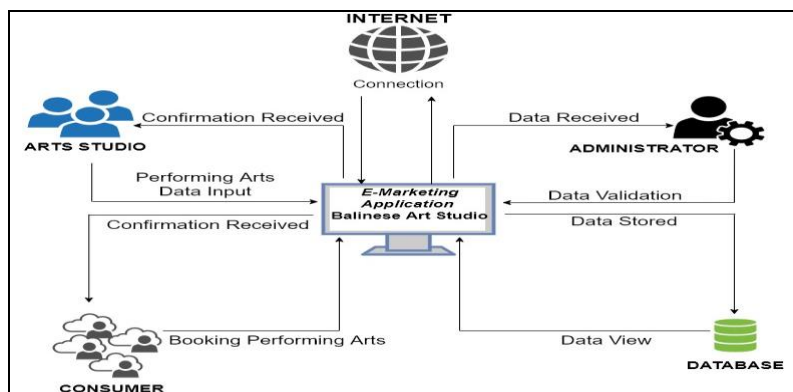 INTERNET
Connection
Confirmation Received
Data Received
ARTS STUDIO
ADMINISTRATOR
Performing Arts
Data Input
E-Marketing
Application
Balinese Art Studio
Data Validation
Confirmation Received
Data Stored
Booking Performing Arts
Data View
CONSUMER
DATABASE